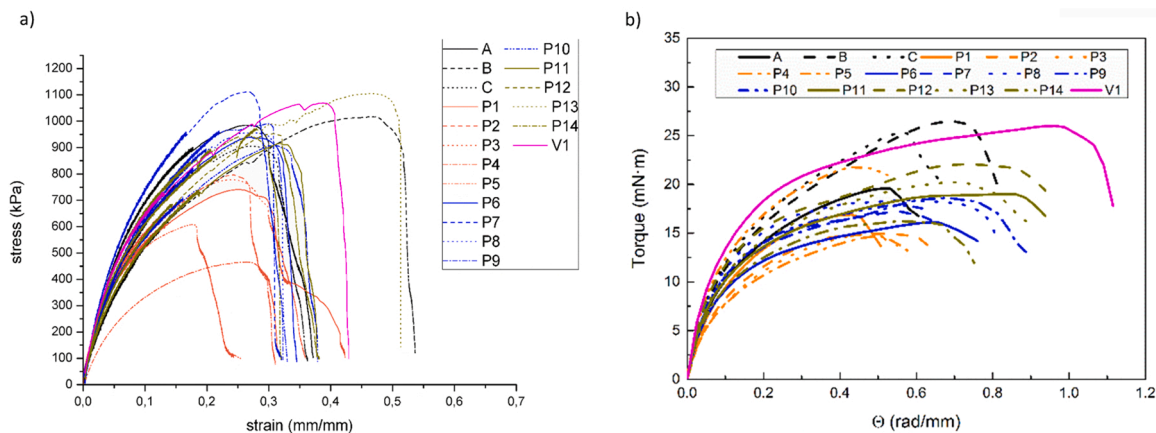 a)
1200
1100
1000
900
800
700
600
500
400
300
200
100
0
stress (kPa)
0,0 0,1 0,2 0,3 0,4 0,5 0,6 0,7
strain (mm/mm)
A P10
B P11
C P12
P1 P13
P2 P14
P3 V1
P4
P5
P6
P7
P8
P9
b)
35
30
25
20
15
10
5
0
Torque (mN·m)
A B C P1 P2 P3
P4 P5 P6 P7 P8 P9
P10 P11 P12 P13 P14 V1
0.0 0.2 0.4 0.6 0.8 1.0 1.2
Θ (rad/mm)